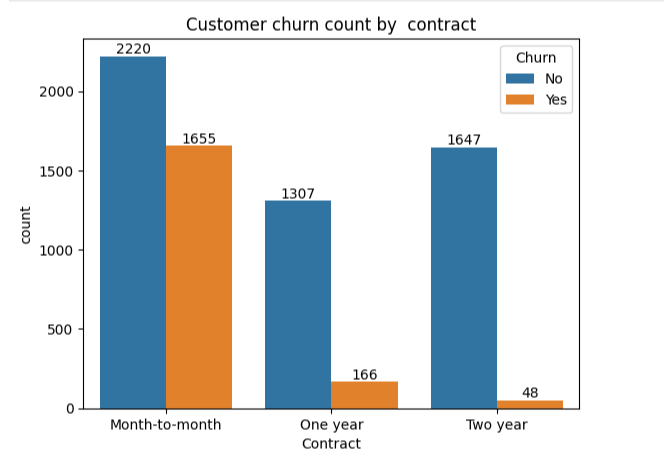 Customer churn count by  contract
Churn
No
Yes
2220
1655
1307
166
1647
48
2000
1500
1000
500
0
count
Month-to-month
One year
Two year
Contract